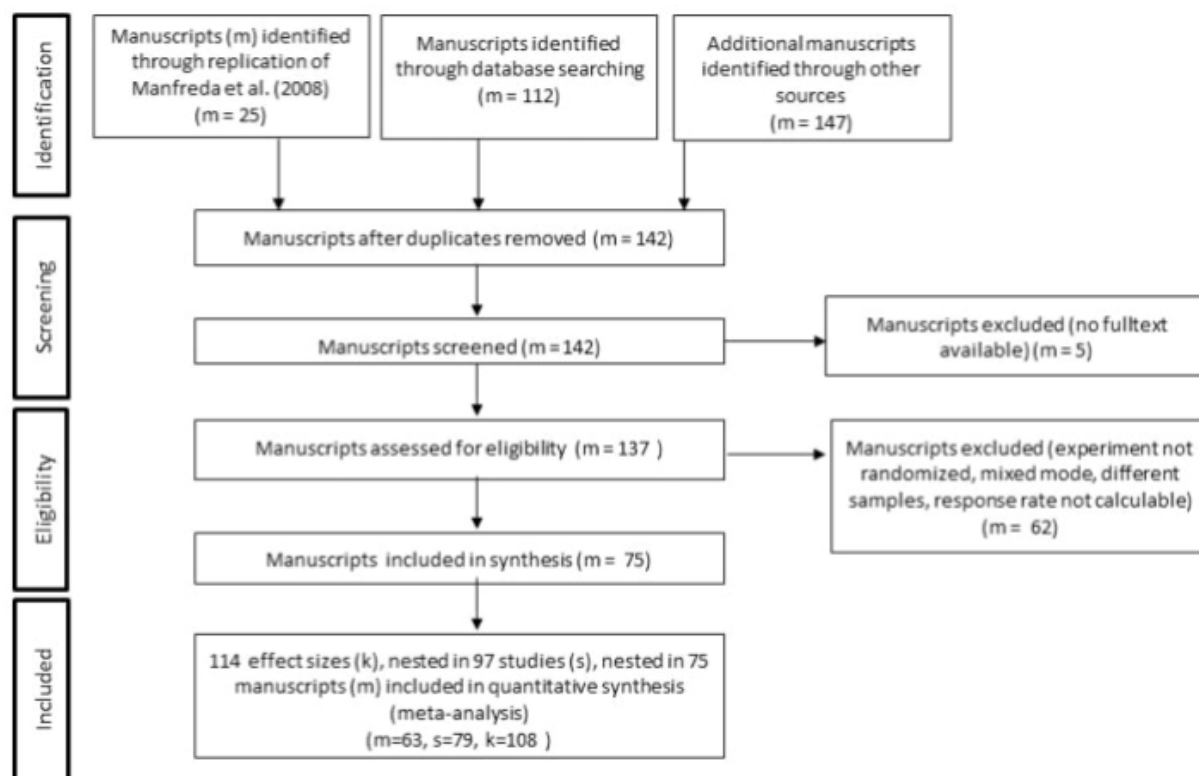 Identification
Manuscripts (m) identified
through replication of
Manfreda et al. (2008)
(m = 25)
Manuscripts identified
through database searching
(m = 112)
Additional manuscripts
identified through other
sources
(m = 147)
Screening
Manuscripts after duplicates removed (m = 142)
Manuscripts screened (m =142)
Manuscripts excluded (no fulltext
available) (m = 5)
Eligibility
Manuscripts assessed for eligibility (m = 137 )
Manuscripts excluded (experiment not
randomized, mixed mode, different
samples, response rate not calculable)
(m = 62)
Manuscripts included in synthesis (m = 75)
Included
114 effect sizes (k), nested in 97 studies (s), nested in 75
manuscripts (m) included in quantitative synthesis
(meta-analysis)
(m=63, s=79, k=108 )